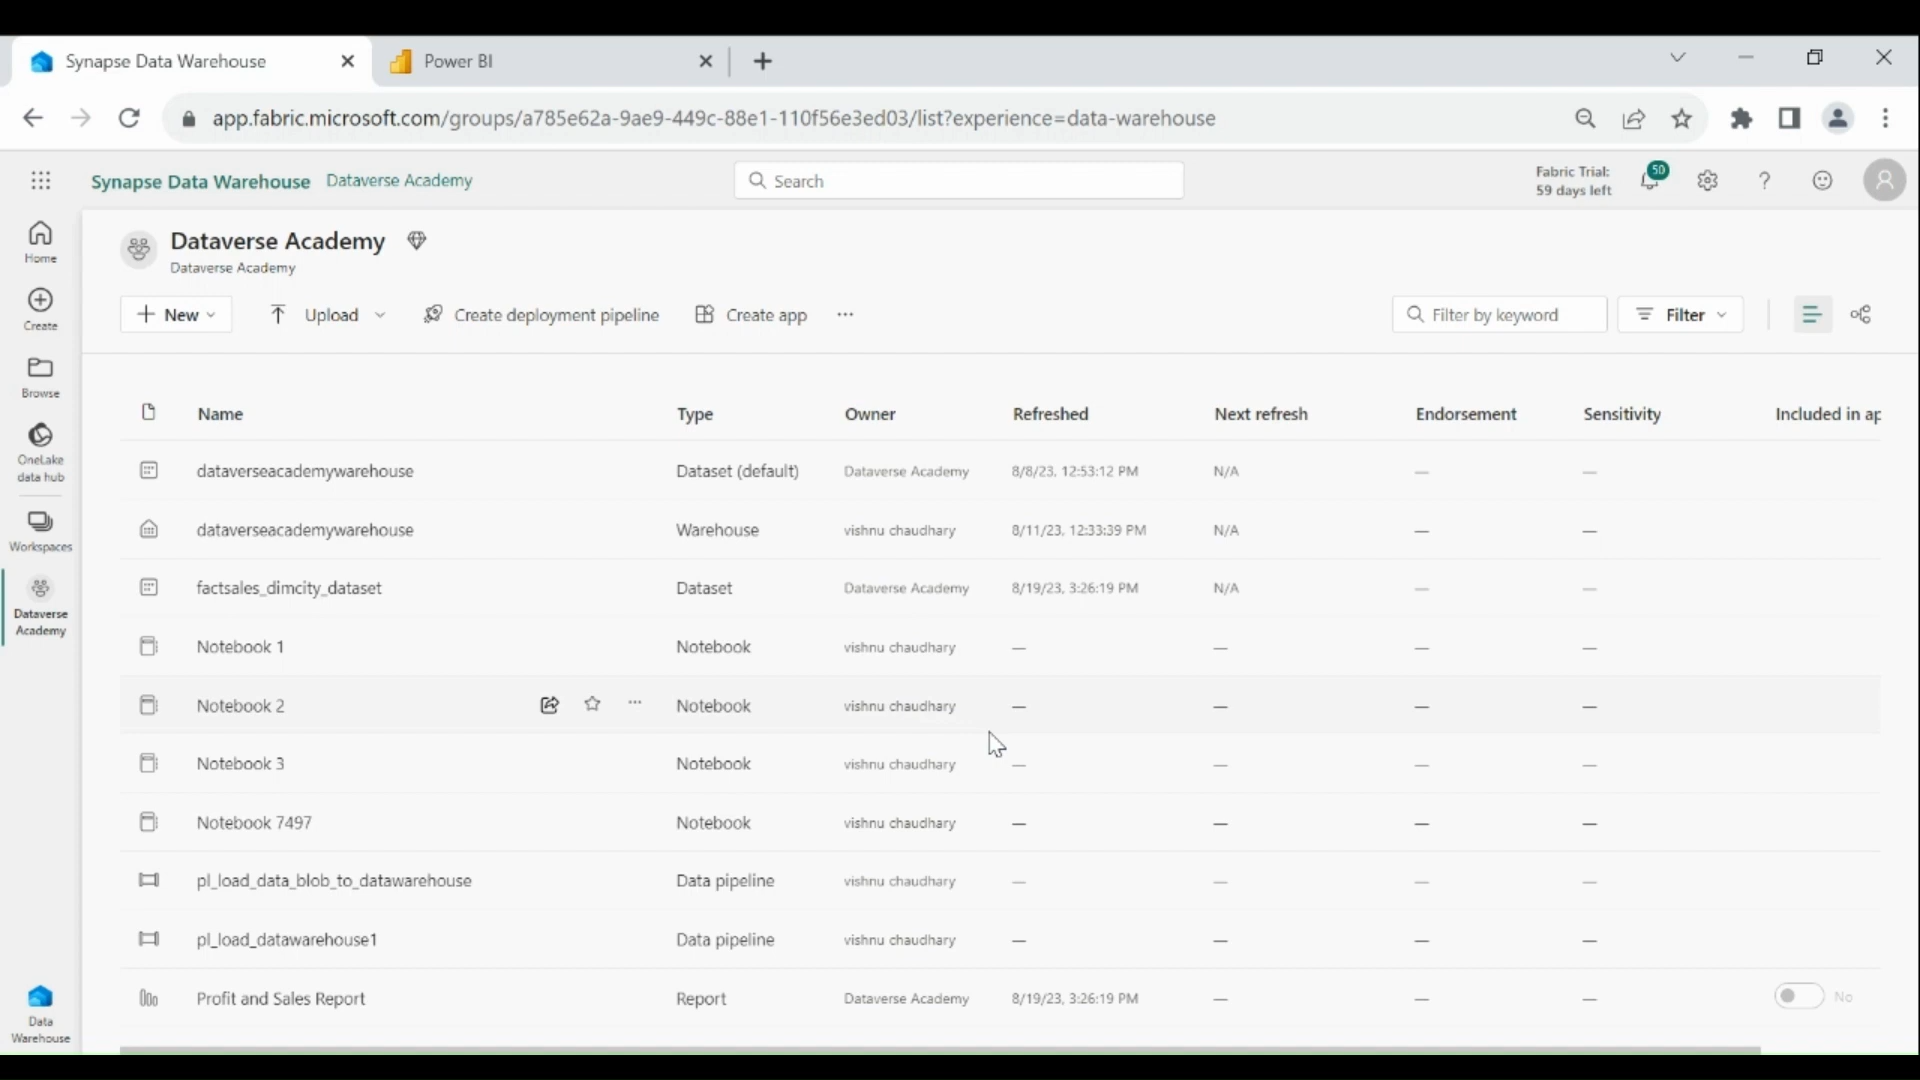 Synapse Data Warehouse
Power BI
app.fabric.microsoft.com/groups/a785e62a-9ae9-449c-88e1-110f56e3ed03/list?experience=data-warehouse
Synapse Data Warehouse Dataverse Academy
Search
Fabric Trial:
59 days left
50
Home
Create
Browse
OneLake
data hub
Workspaces
Dataverse
Academy
Data
Warehouse
Dataverse Academy
Dataverse Academy
New Upload Create deployment pipeline Create app ... Filter by keyword Filter
Name Type Owner Refreshed Next refresh Endorsement Sensitivity Included in ap
dataverseacademywarehouse Dataset (default) Dataverse Academy 8/8/23, 12:53:12 PM N/A — —
dataverseacademywarehouse Warehouse vishnu chaudhary 8/11/23, 12:33:39 PM N/A — —
factsales_dimcity_dataset Dataset Dataverse Academy 8/19/23, 3:26:19 PM N/A — —
Notebook 1 Notebook vishnu chaudhary — — — —
Notebook 2 ... Notebook vishnu chaudhary — — — —
Notebook 3 Notebook vishnu chaudhary — — — —
Notebook 7497 Notebook vishnu chaudhary — — — —
pl_load_data_blob_to_datawarehouse Data pipeline vishnu chaudhary — — — —
pl_load_datawarehouse1 Data pipeline vishnu chaudhary — — — —
Profit and Sales Report Report Dataverse Academy 8/19/23, 3:26:19 PM — — — No